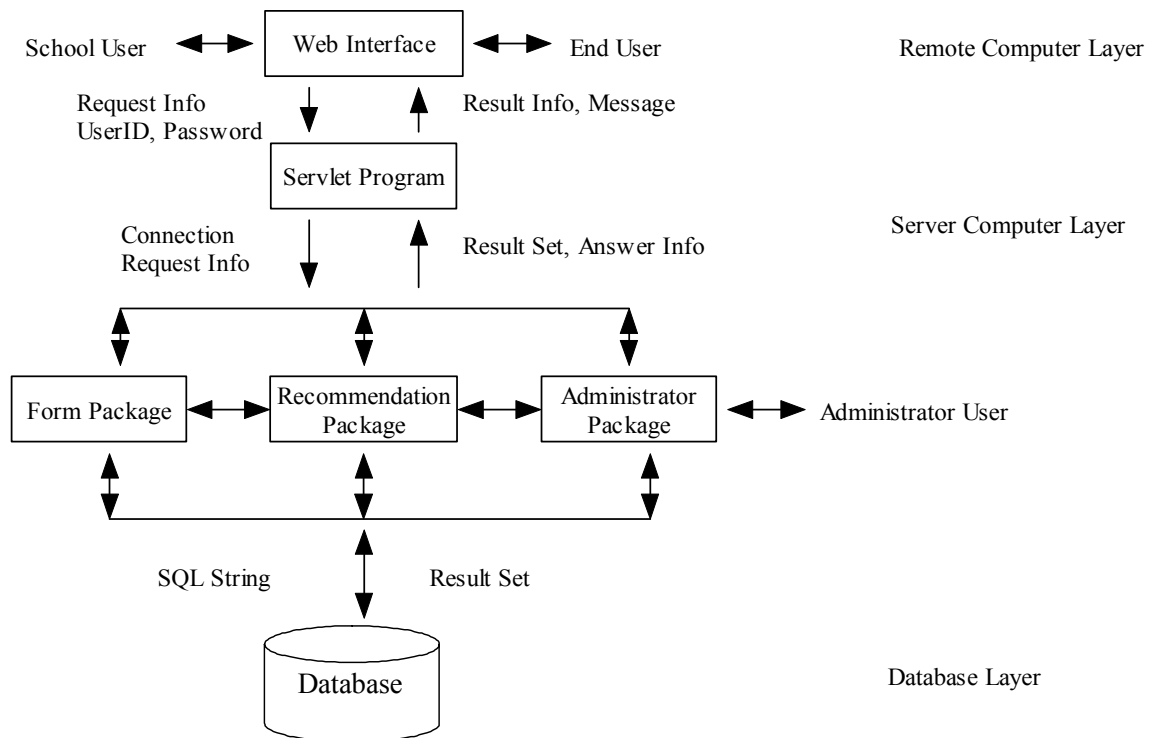 School User
Web Interface
End User
Remote Computer Layer
Request Info
UserID, Password
Result Info, Message
Servlet Program
Server Computer Layer
Connection
Request Info
Result Set, Answer Info
Form Package
Recommendation
Package
Administrator
Package
Administrator User
SQL String
Result Set
Database
Database Layer